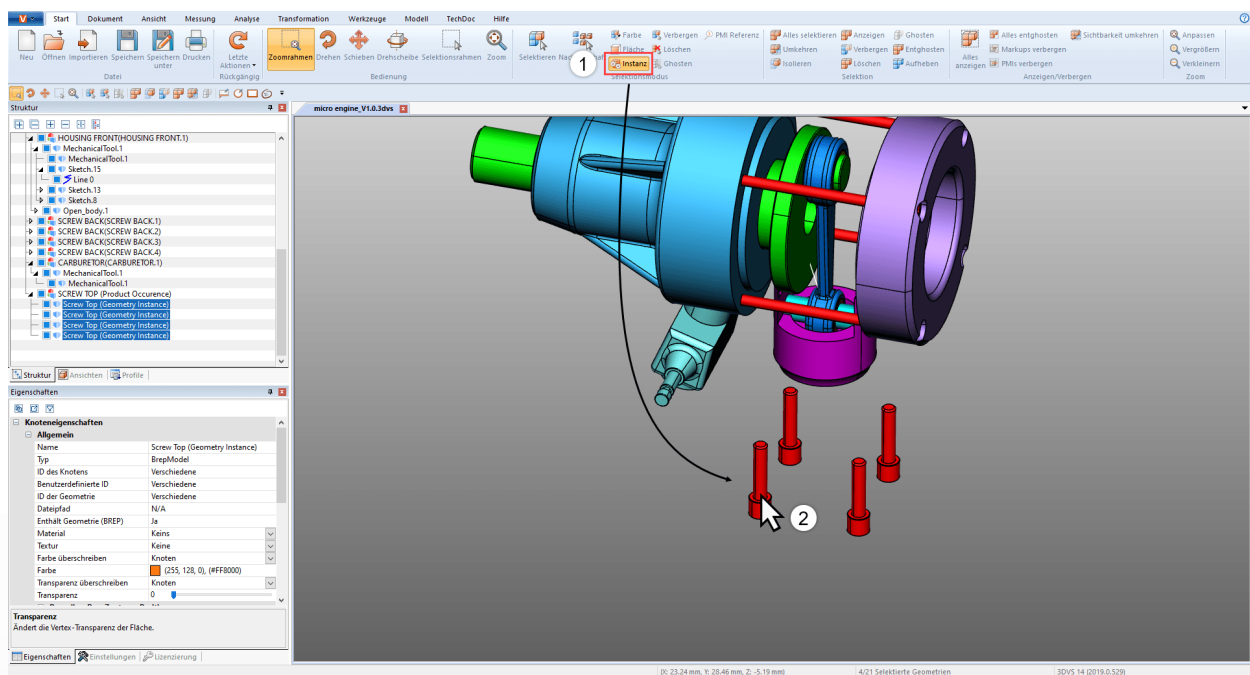 Start Dokument Ansicht Messung Analyse Transformation Werkzeuge Modell TechDoc Hilfe
Neu Öffnen Importieren Speichern Speichern unter Drucken
Datei
Letzte Aktionen
Rückgängig
Zoomrahmen Drehen Schieben Drehscheibe Selektionsrahmen Zoom
Bedienung
Selektieren
1
Farbe Verbergen PMI Referenz
Fläche Löschen
Instanz Ghosten
Selektionsmodus
Alles selektieren Anzeigen Ghosten
Umkehren Verbergen Entghosten
Isolieren Löschen Aufheben
Selektion
Alles anzeigen
Alles entghosten Sichtbarkeit umkehren
Markups verbergen
PMIs verbergen
Anzeigen/Verbergen
Anpassen
Vergrößern
Verkleinern
Zoom
Struktur
micro engine_V1.0.3dvs
HOUSING FRONT(HOUSING FRONT.1)
MechanicalTool.1
MechanicalTool.1
Sketch.15
Line 0
Sketch.13
Sketch.8
Open_body.1
SCREW BACK(SCREW BACK.1)
SCREW BACK(SCREW BACK.2)
SCREW BACK(SCREW BACK.3)
SCREW BACK(SCREW BACK.4)
CARBURETOR(CARBURETOR.1)
MechanicalTool.1
MechanicalTool.1
SCREW TOP (Product Occurence)
Screw Top (Geometry Instance)
Screw Top (Geometry Instance)
Screw Top (Geometry Instance)
Screw Top (Geometry Instance)
Struktur Ansichten Profile
Eigenschaften
Knoteneigenschaften
Allgemein
Name Screw Top (Geometry Instance)
Typ BrepModel
ID des Knotens Verschiedene
Benutzerdefinierte ID Verschiedene
ID der Geometrie Verschiedene
Dateipfad N/A
Enthält Geometrie (BREP) Ja
Material Keins
Textur Keine
Farbe überschreiben Knoten
Farbe (255, 128, 0), (#FF8000)
Transparenz überschreiben Knoten
Transparenz 0
Transparenz
Ändert die Vertex-Transparenz der Fläche.
Eigenschaften Einstellungen Lizenzierung
2
(X: 23.24 mm, Y: 28.46 mm, Z: -5.19 mm) 4/21 Selektierte Geometrien 3DVS 14 (2019.0.529)